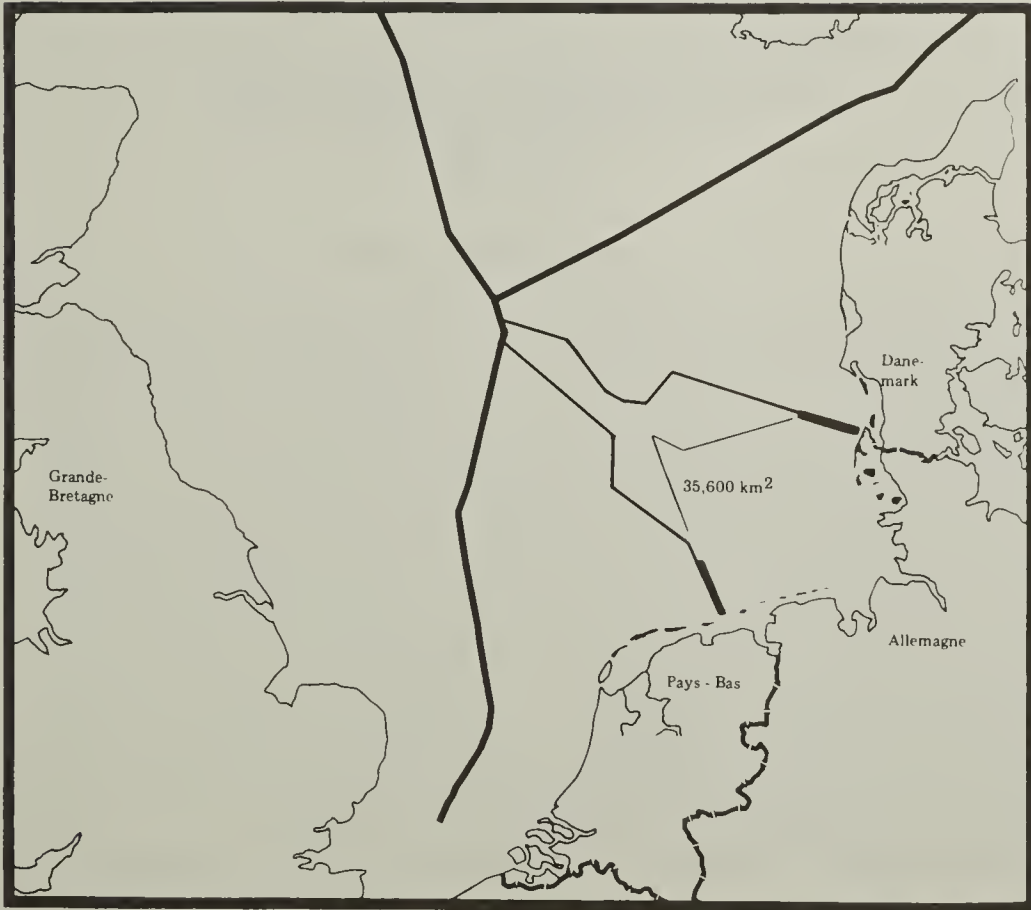 Dane-
mark
Grande-
Bretagne
35,600 km²
Allemagne
Pays - Bas